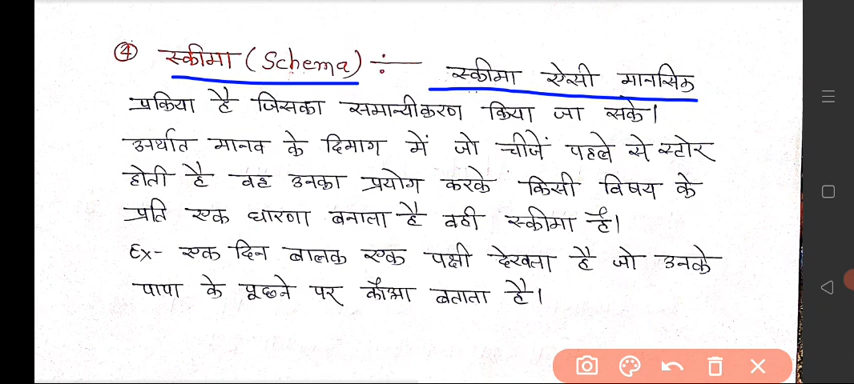 ④ स्कीमा (Schema) ÷— स्कीमा ऐसी मानसिक
प्रकिया है जिसका समान्यीकरण किया जा सके।
अर्थात मानव के दिमाग में जो चीजें पहले से स्टोर
होती है वह उनका प्रयोग करके किसी विषय के
प्रति एक धारणा बनाला है वही स्कीमा है।
Ex- एक दिन बालक एक पक्षी देखता है जो उनके
पापा के पूछने पर कौआ बताता है।